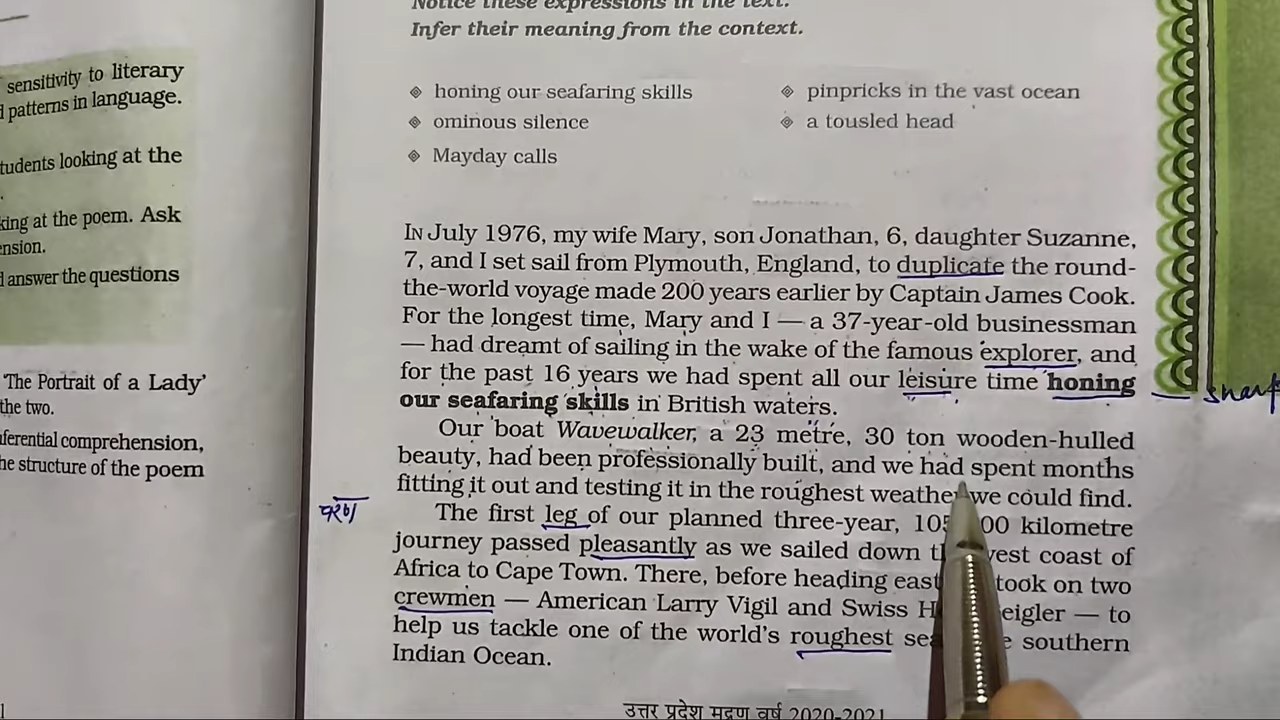 sensitivity to literary
patterns in language.
students looking at the
king at the poem. Ask
ension.
answer the questions
'The Portrait of a Lady'
the two.
ferential comprehension,
he structure of the poem
Notice these expressions in the text.
Infer their meaning from the context.
honing our seafaring skills
pinpricks in the vast ocean
ominous silence
a tousled head
Mayday calls
IN July 1976, my wife Mary, son Jonathan, 6, daughter Suzanne,
7, and I set sail from Plymouth, England, to duplicate the round-
the-world voyage made 200 years earlier by Captain James Cook.
For the longest time, Mary and I — a 37-year-old businessman
— had dreamt of sailing in the wake of the famous explorer, and
for the past 16 years we had spent all our leisure time honing
our seafaring skills in British waters.
Our boat Wavewalker, a 23 metre, 30 ton wooden-hulled
beauty, had been professionally built, and we had spent months
fitting it out and testing it in the roughest weather we could find.
चरण
The first leg of our planned three-year, kilometre
journey passed pleasantly as we sailed down west coast of
Africa to Cape Town. There, before heading east took on two
crewmen — American Larry Vigil and Swiss eigler — to
help us tackle one of the world's roughest southern
Indian Ocean.
उत्तर प्रदेश मुद्रण वर्ष 2020-2021